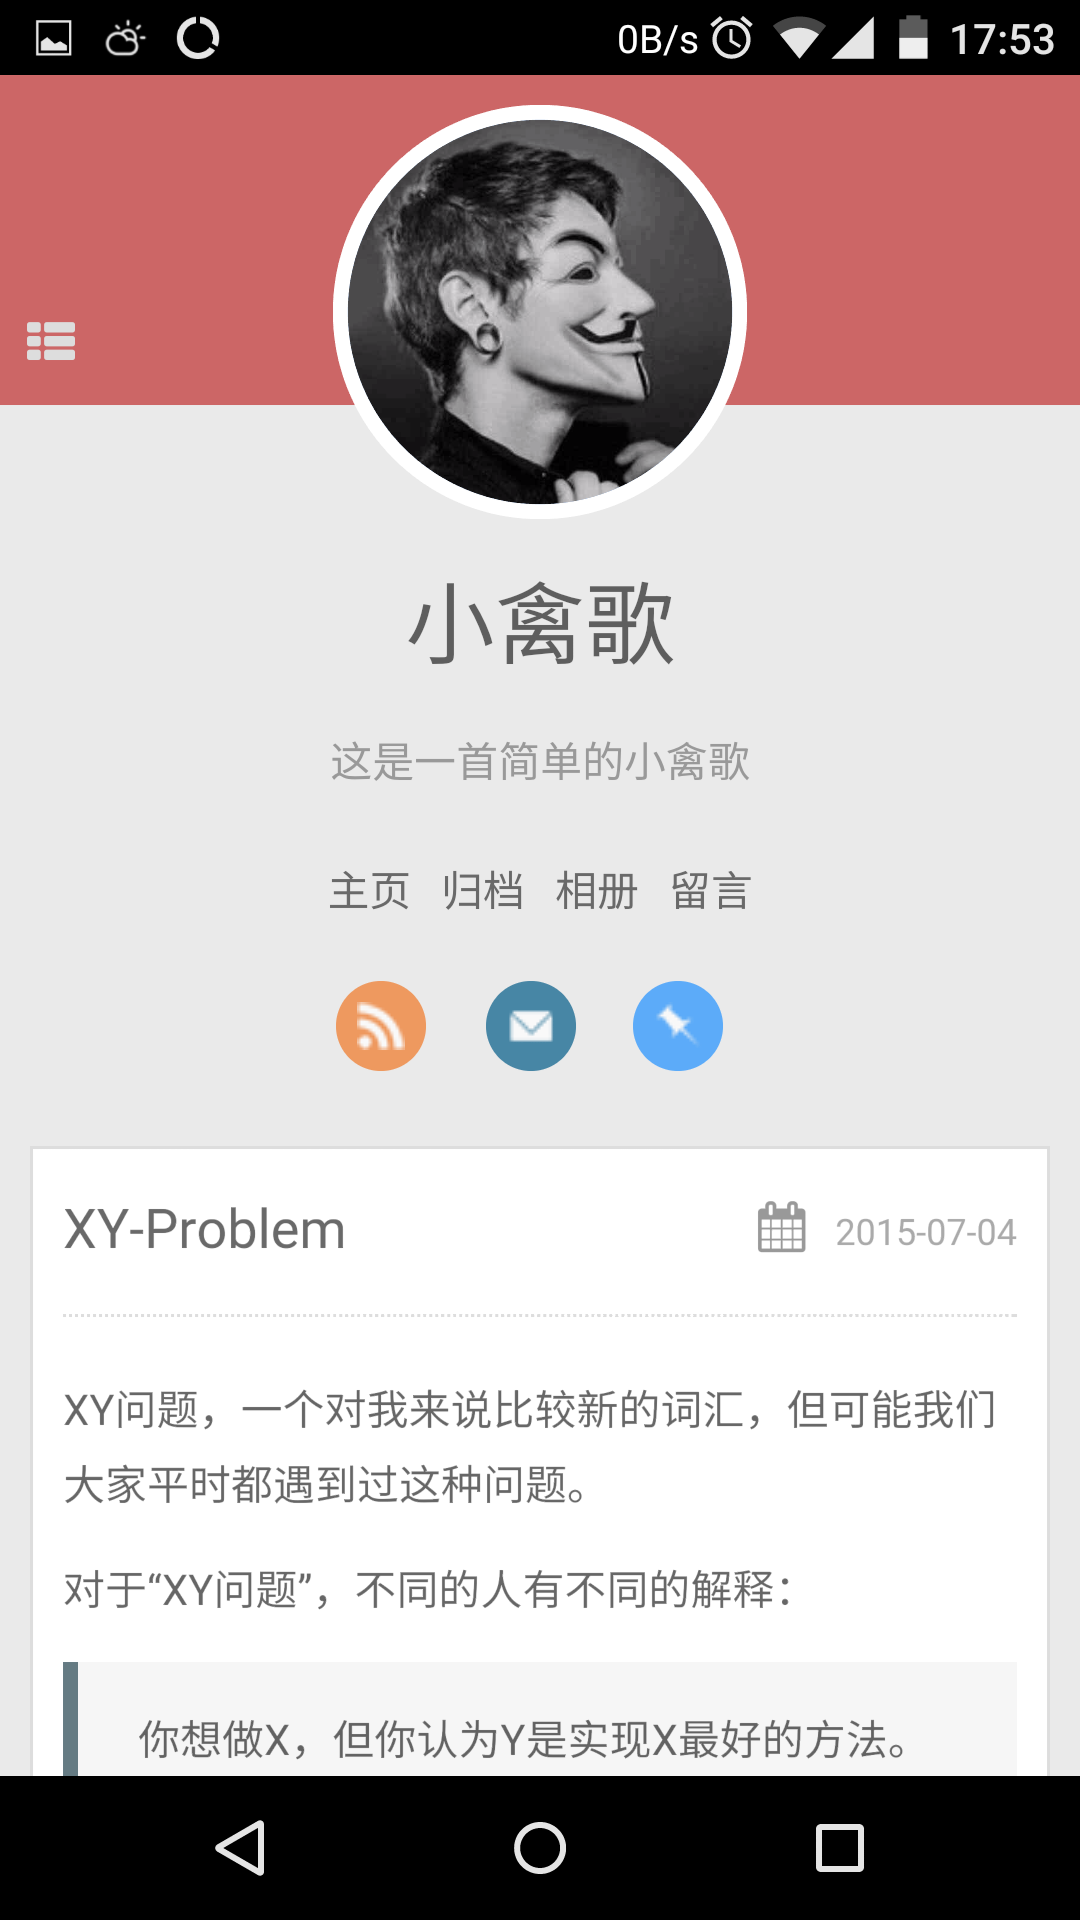 0B/s 17:53
小禽歌
这是一首简单的小禽歌
主页 归档 相册 留言
XY-Problem 2015-07-04
XY问题，一个对我来说比较新的词汇，但可能我们
大家平时都遇到过这种问题。
对于“XY问题”，不同的人有不同的解释：
你想做X，但你认为Y是实现X最好的方法。